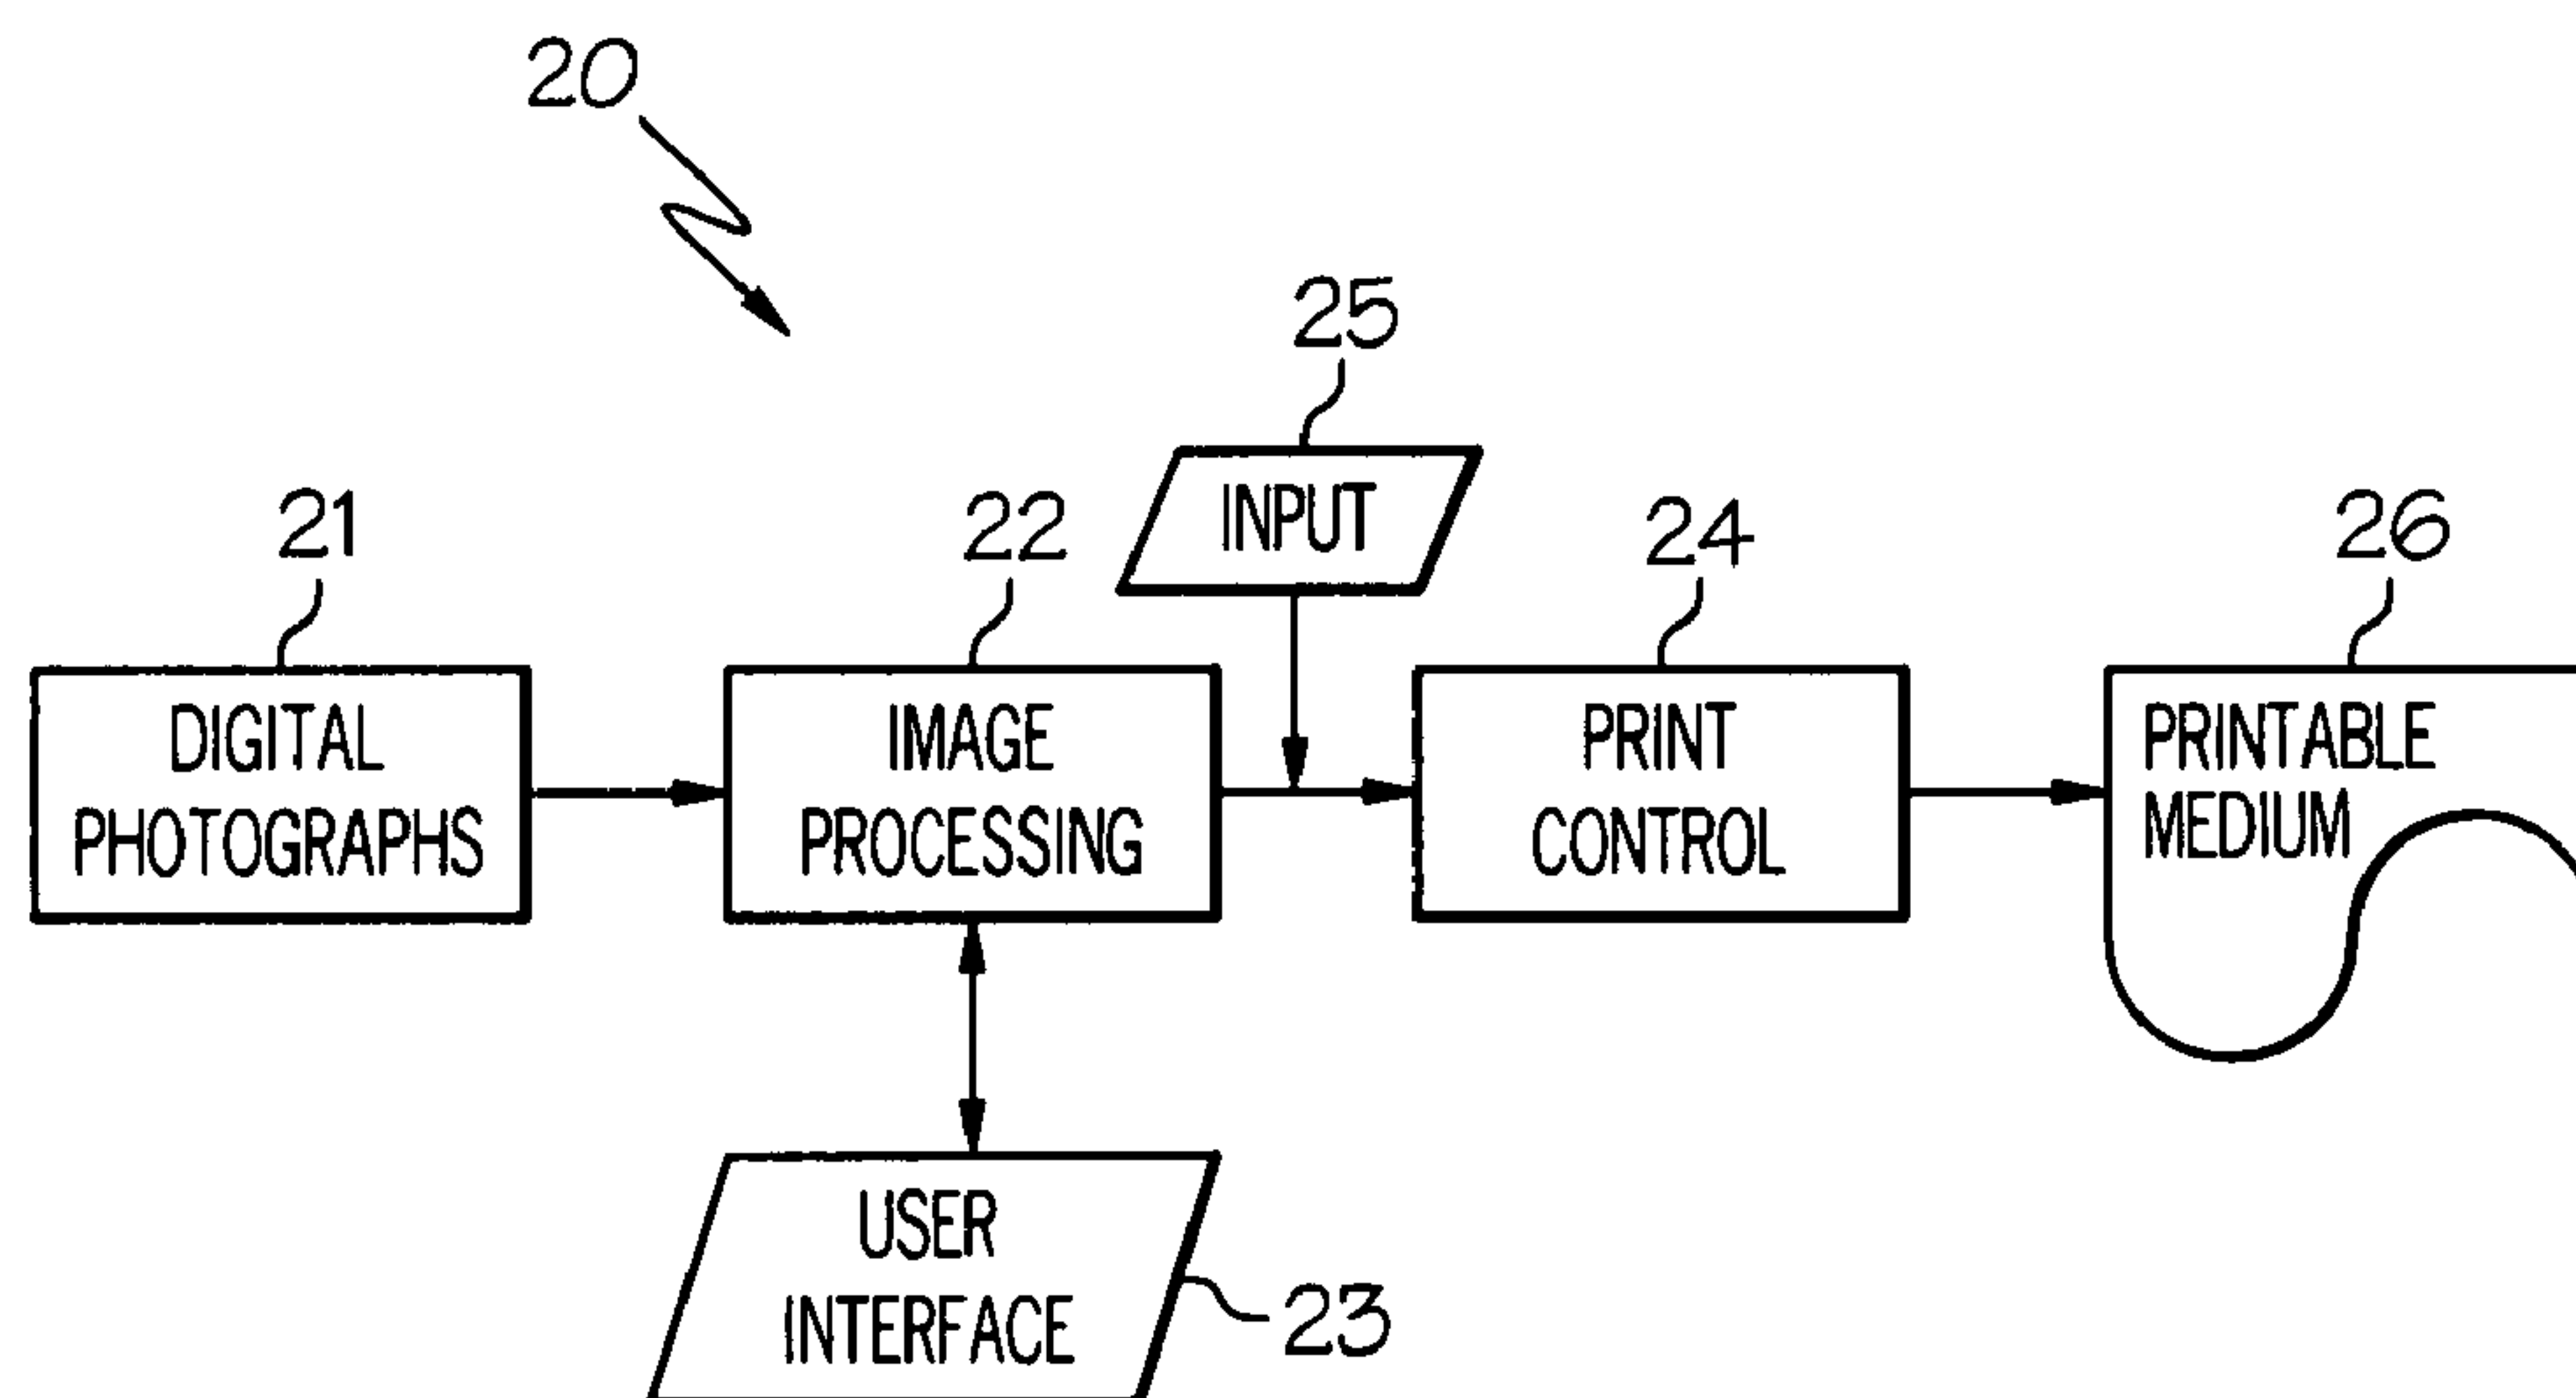 20
25
INPUT
21
22
24
26
DIGITAL
PHOTOGRAPHS
IMAGE
PROCESSING
PRINT
CONTROL
PRINTABLE
MEDIUM
USER
INTERFACE
23